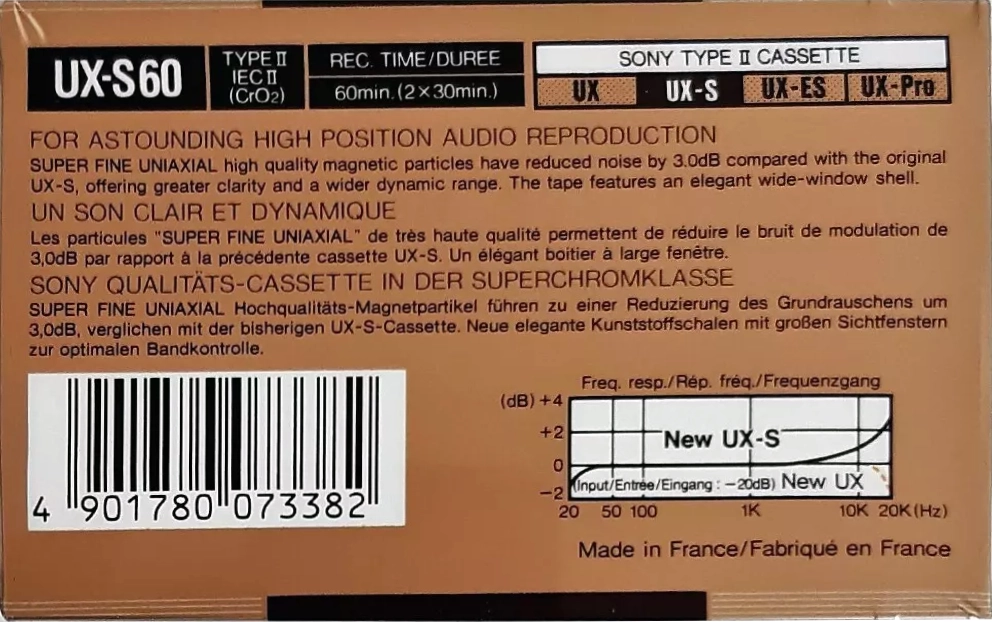 UX-S60
TYPE II
IEC II
(CrO2)
REC. TIME/DUREE
60min. (2×30min.)
SONY TYPE II CASSETTE
UX UX-S UX-ES UX-Pro
FOR ASTOUNDING HIGH POSITION AUDIO REPRODUCTION
SUPER FINE UNIAXIAL high quality magnetic particles have reduced noise by 3.0dB compared with the original
UX-S, offering greater clarity and a wider dynamic range. The tape features an elegant wide-window shell.
UN SON CLAIR ET DYNAMIQUE
Les particules "SUPER FINE UNIAXIAL" de très haute qualité permettent de réduire le bruit de modulation de
3,0dB par rapport à la précédente cassette UX-S. Un élégant boitier à large fenêtre.
SONY QUALITÄTS-CASSETTE IN DER SUPERCHROMKLASSE
SUPER FINE UNIAXIAL Hochqualitäts-Magnetpartikel führen zu einer Reduzierung des Grundrauschens um
3,0dB, verglichen mit der bisherigen UX-S-Cassette. Neue elegante Kunststoffschalen mit großen Sichtfenstern
zur optimalen Bandkontrolle.
4 901780 073382
Freq. resp./Rép. fréq./Frequenzgang
(dB) +4
+2
0
-2
New UX-S
(Input/Entrée/Eingang : -20dB) New UX
20 50 100 1K 10K 20K (Hz)
Made in France/Fabriqué en France